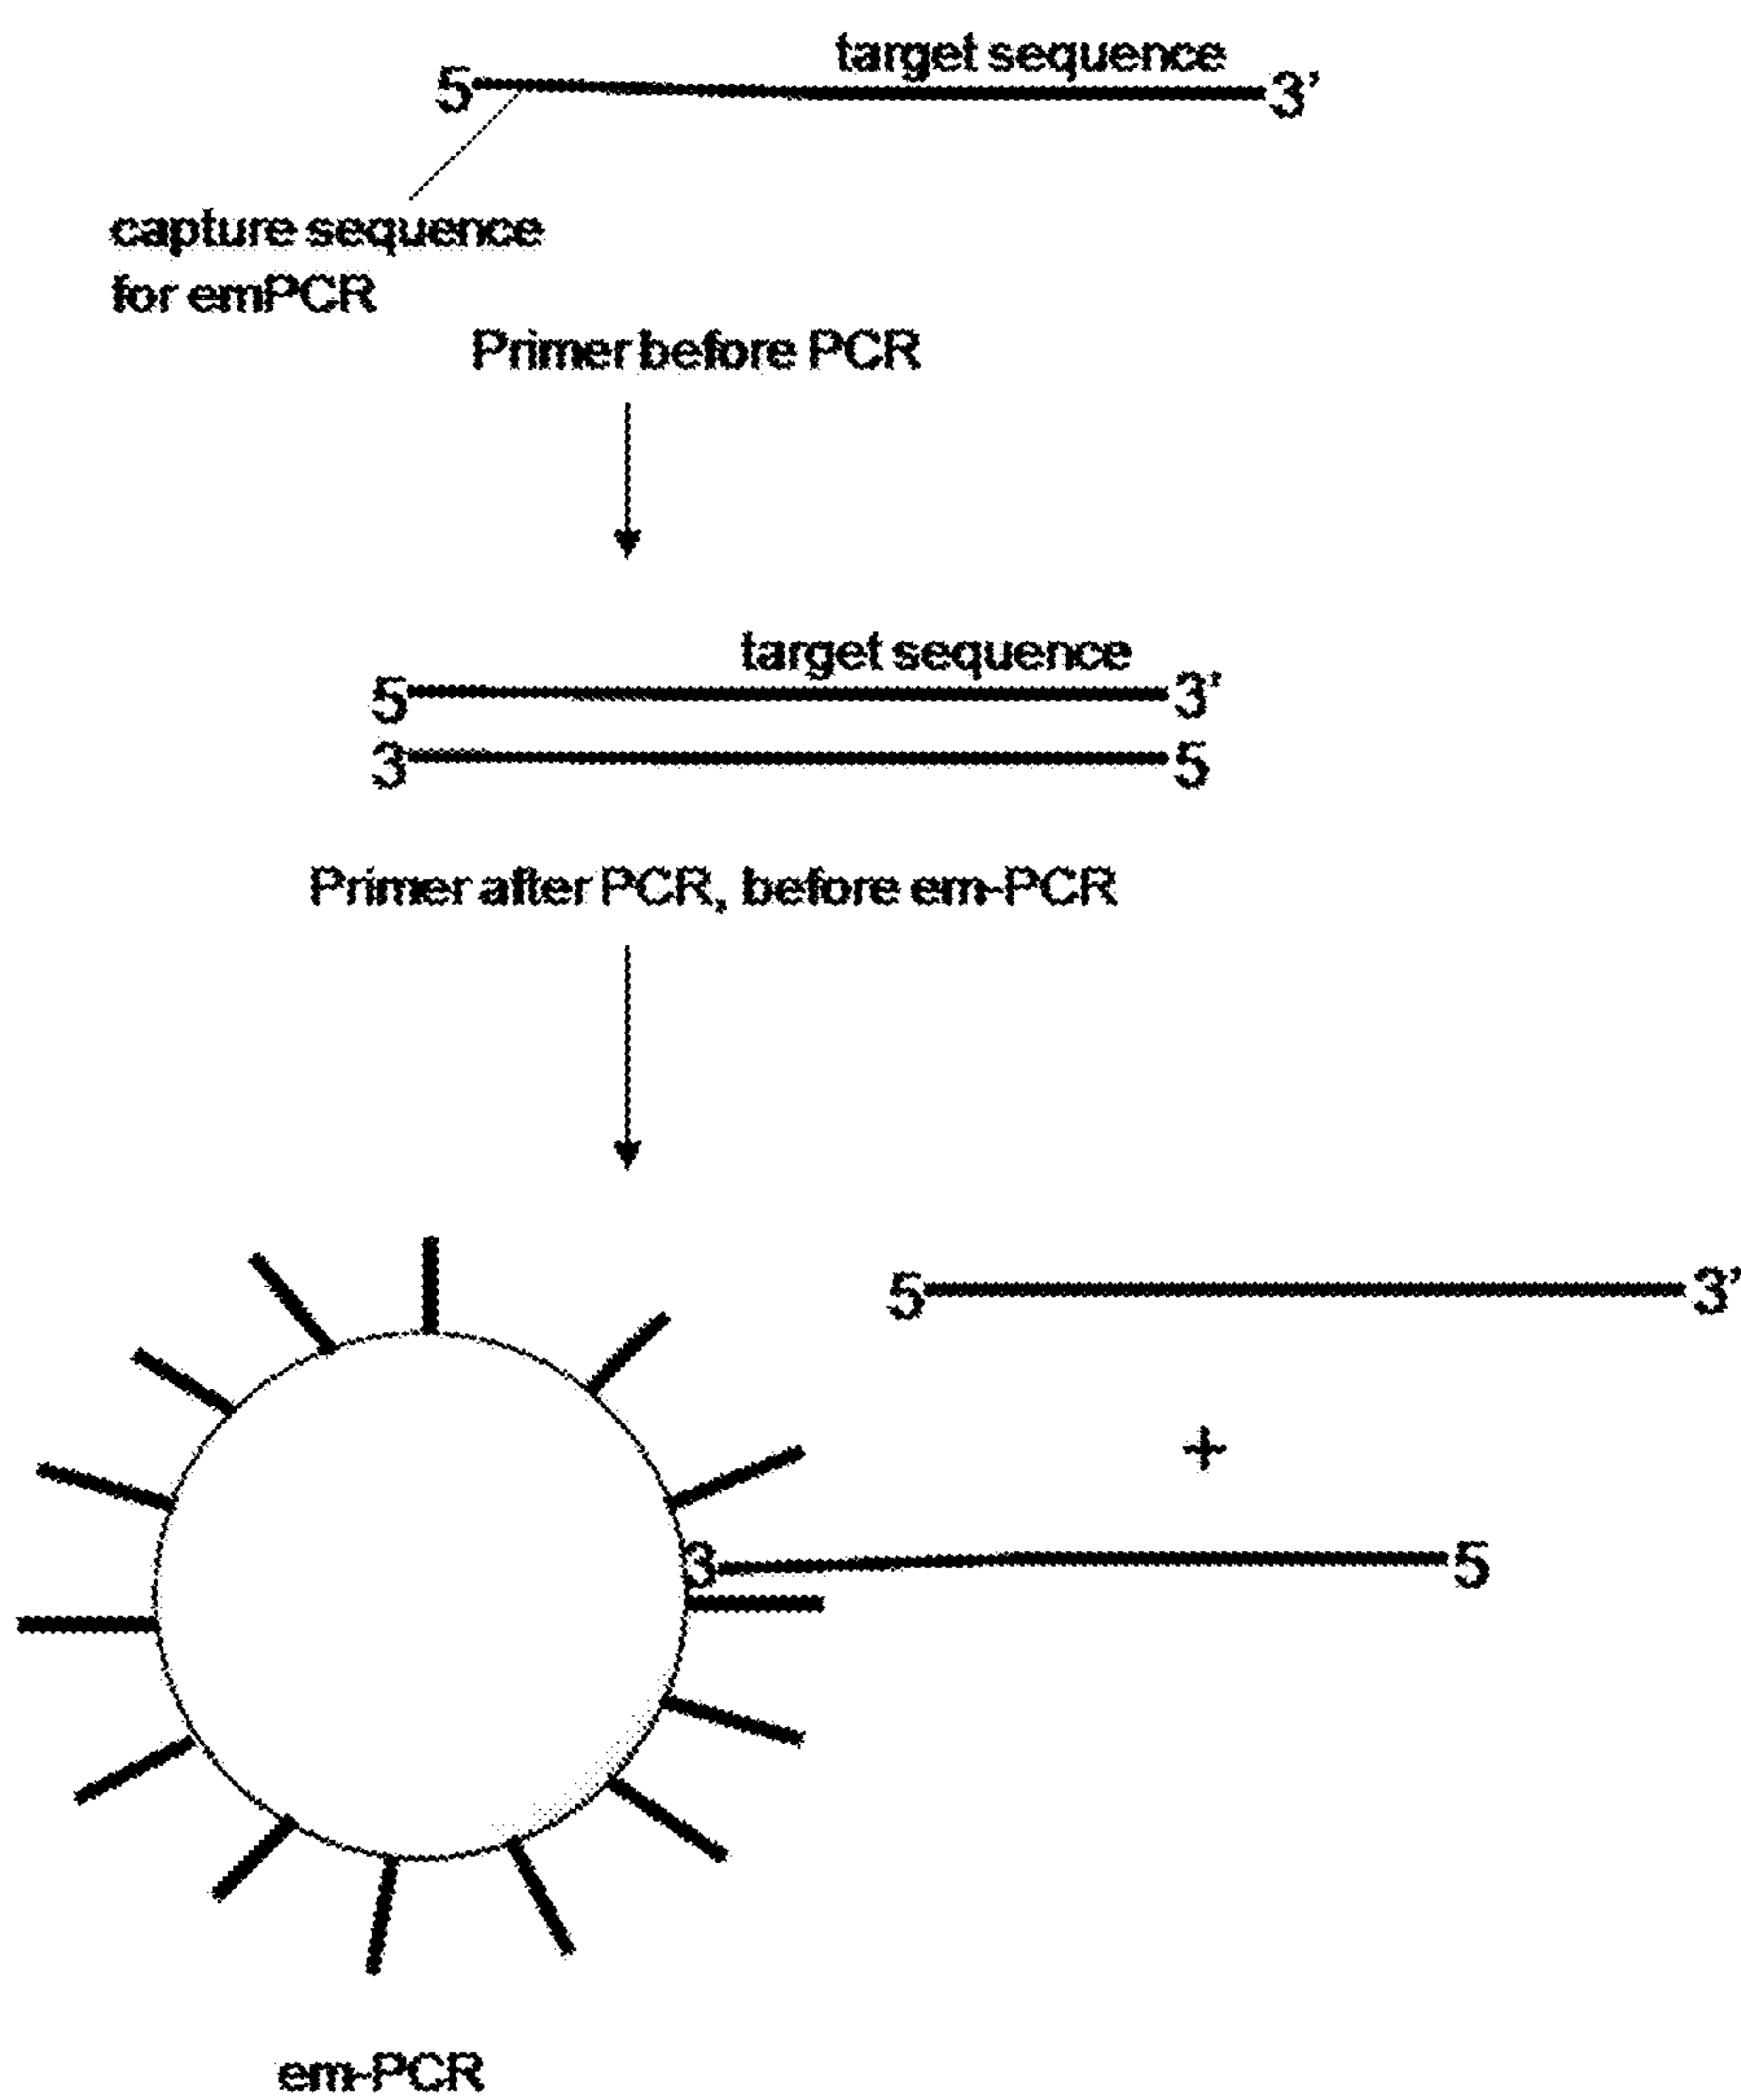 target sequence
5 3’
capture sequence
for emPCR
Primer before PCR
target sequence
5 3’
3 5
Primer after PCR, before em-PCR
5 3’
+
3 5
em-PCR